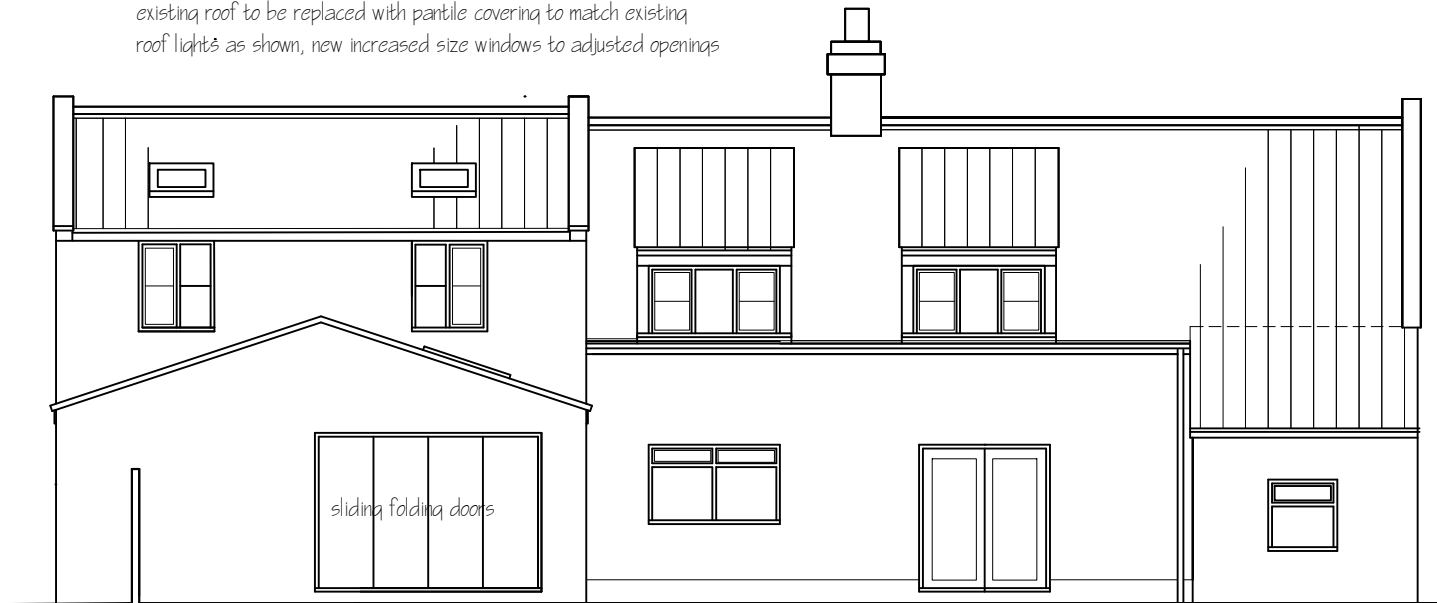 existing roof to be replaced with pantile covering to match existing
roof lights as shown, new increased size windows to adjusted openings
sliding folding doors